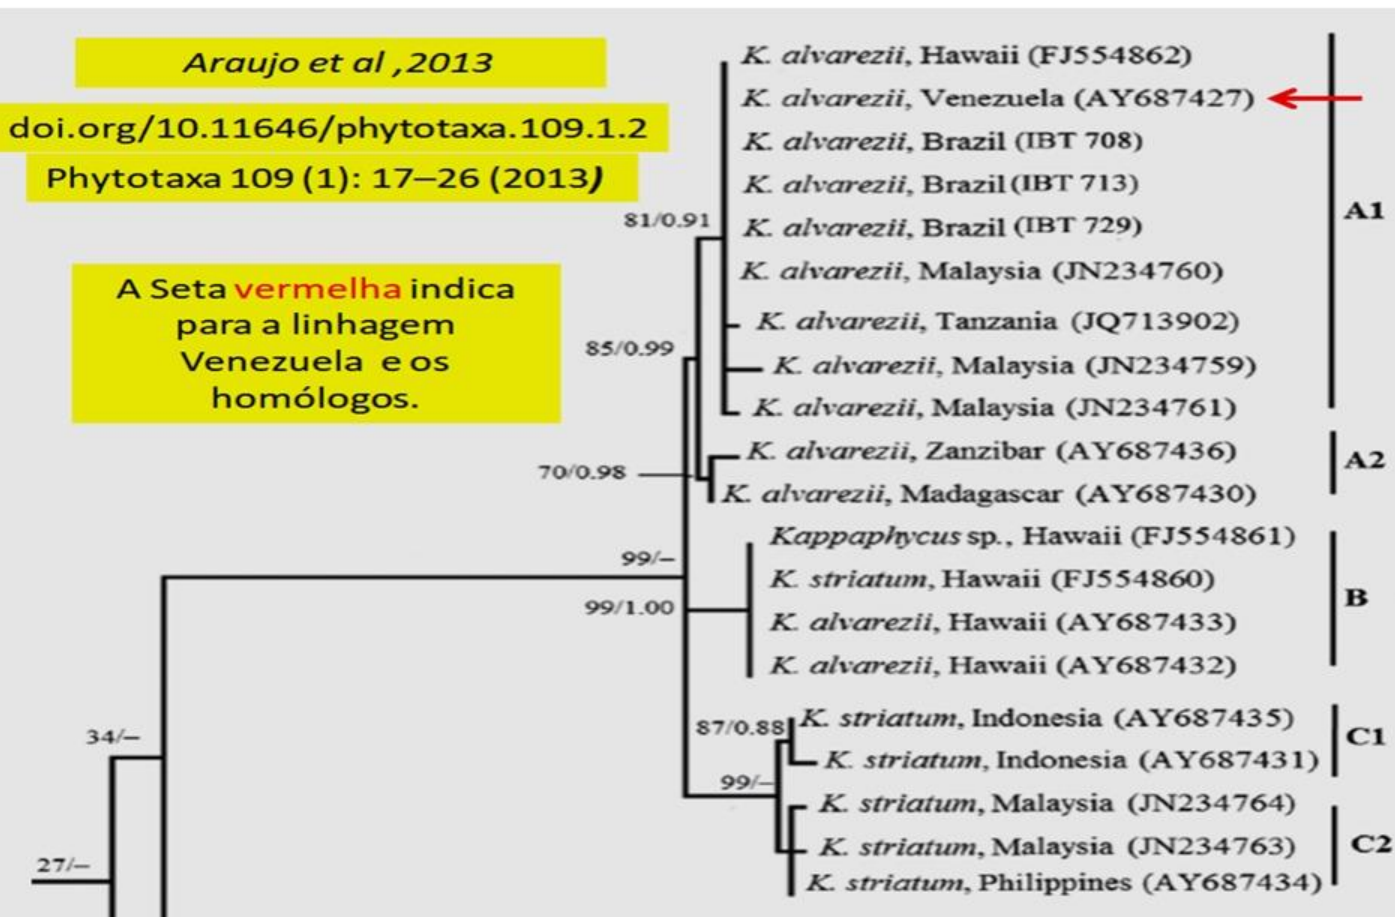 Araujo et al ,2013
doi.org/10.11646/phytotaxa.109.1.2
Phytotaxa 109 (1): 17–26 (2013)
A Seta vermelha indica
para a linhagem
Venezuela e os
homólogos.
K. alvarezii, Hawaii (FJ554862)
K. alvarezii, Venezuela (AY687427)
K. alvarezii, Brazil (IBT 708)
K. alvarezii, Brazil (IBT 713)
K. alvarezii, Brazil (IBT 729)
K. alvarezii, Malaysia (JN234760)
K. alvarezii, Tanzania (JQ713902)
K. alvarezii, Malaysia (JN234759)
K. alvarezii, Malaysia (JN234761)
A1
K. alvarezii, Zanzibar (AY687436)
K. alvarezii, Madagascar (AY687430)
A2
Kappaphycus sp., Hawaii (FJ554861)
K. striatum, Hawaii (FJ554860)
K. alvarezii, Hawaii (AY687433)
K. alvarezii, Hawaii (AY687432)
B
K. striatum, Indonesia (AY687435)
K. striatum, Indonesia (AY687431)
C1
K. striatum, Malaysia (JN234764)
K. striatum, Malaysia (JN234763)
K. striatum, Philippines (AY687434)
C2
81/0.91
85/0.99
70/0.98
99/–
99/1.00
87/0.88
99/–
34/–
27/–